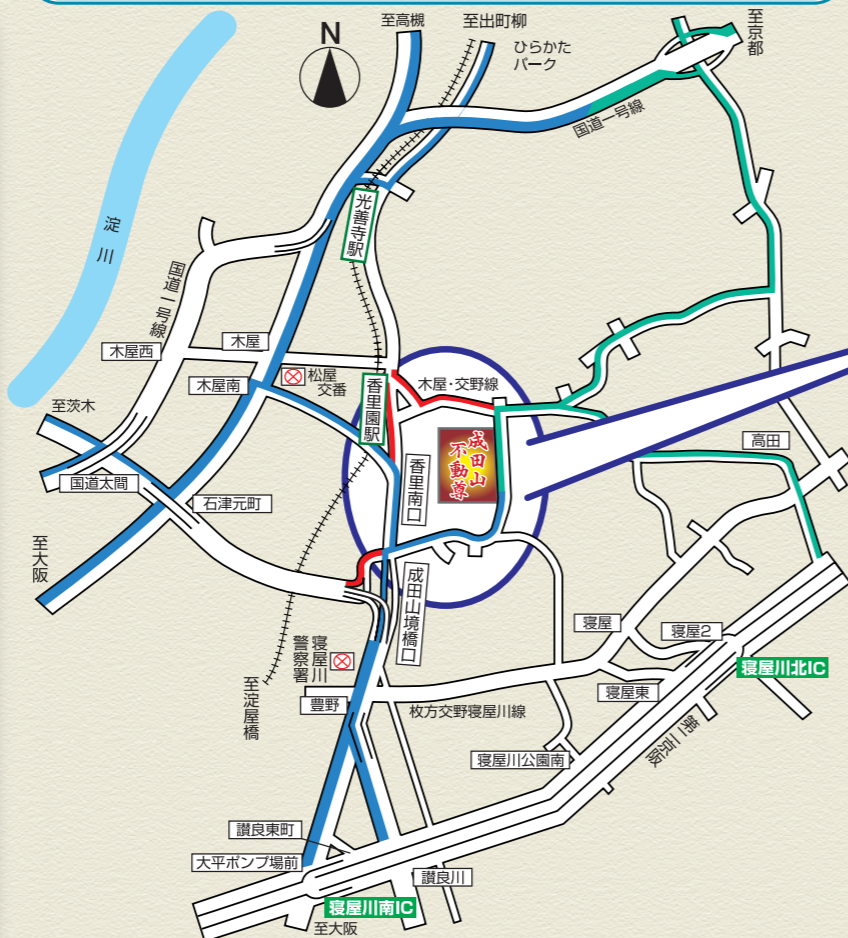 N
至高槻
至出町柳
ひらかた
パーク
至京都
国道一号線
淀川
光善寺駅
国道一号線
木屋西
木屋
木屋南
松屋
交番
香里園駅
木屋・交野線
至茨木
成田山
不動尊
高田
国道太間
石津元町
香里南口
至大阪
成田山境橋口
寝屋
寝屋2
寝屋川
警察署
寝屋川北IC
寝屋東
至淀屋橋
豊野
枚方交野寝屋川線
第二京阪
寝屋川公園南
讃良東町
大平ポンプ場前
讃良川
寝屋川南IC
至大阪